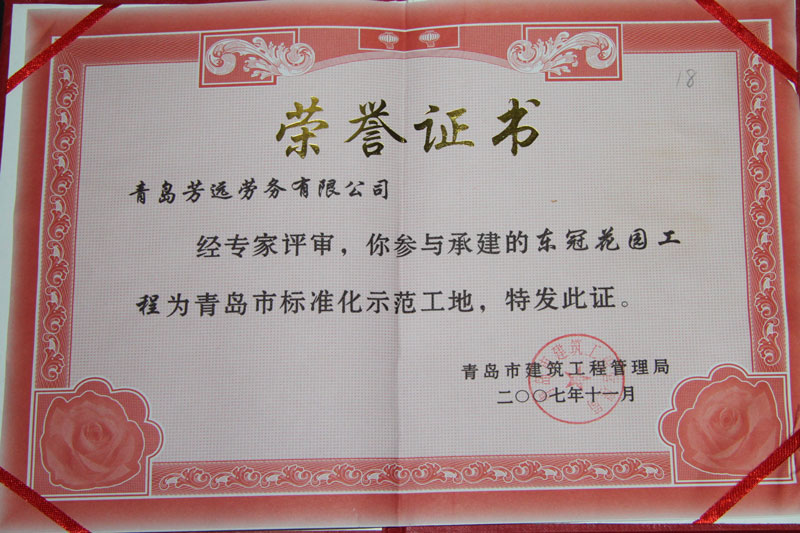 18
荣誉证书
青岛芳远劳务有限公司
经专家评审，你参与承建的东冠花园工
程为青岛市标准化示范工地，特发此证。
青岛市建筑工程管理局
二〇〇七年十一月